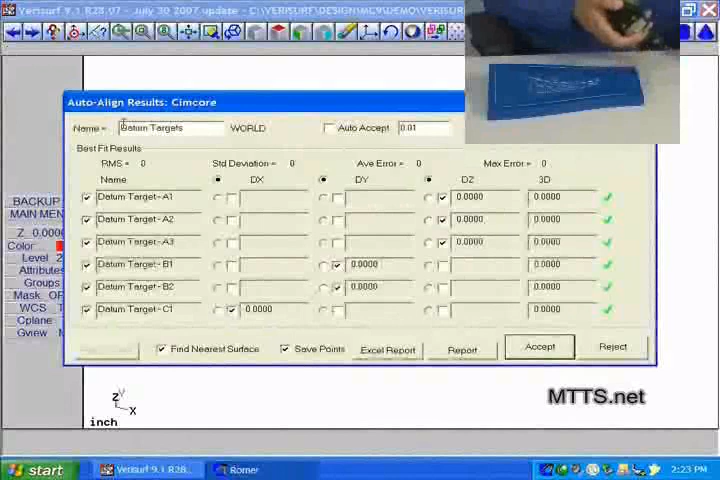 Verisurf 9.1 R28.07 - July 30 2007 update - C:\VERISURF\DESIGN\MC9\DEMO\VERISU
Auto-Align Results: Cimcore
Name = Datum Targets WORLD Auto Accept 0.01
Best Fit Results
RMS = 0 Std Deviation = 0 Ave Error = 0 Max Error = 0
Name DX DY DZ 3D
Datum Target-A1 0.0000 0.0000
Datum Target-A2 0.0000 0.0000
Datum Target-A3 0.0000 0.0000
Datum Target-B1 0.0000 0.0000
Datum Target-B2 0.0000 0.0000
Datum Target-C1 0.0000 0.0000
Find Nearest Surface Save Points Excel Report Report Accept Reject
BACKUP
MAIN MEN
Z 0.0000
Color:
Level 2
Attributes
Groups
Mask OF
WCS T
Cplane
Gview M
Z Y
X
inch
MTTS.net
start Verisurf 9.1 R28... Romer 2:23 PM